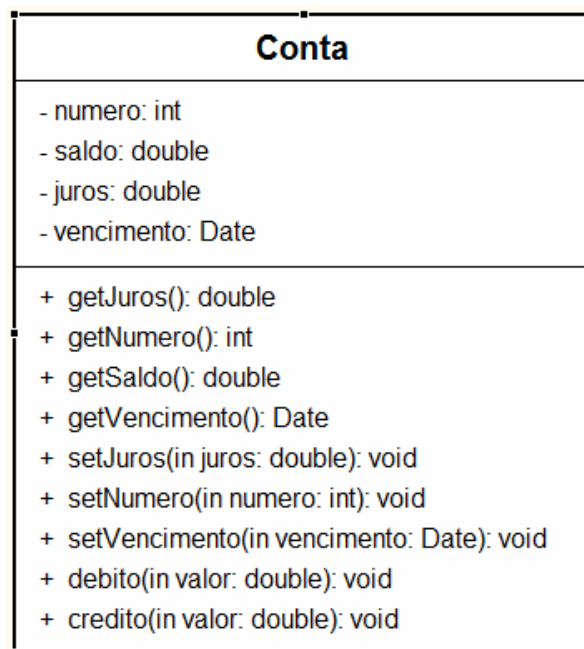 Conta
- numero: int
- saldo: double
- juros: double
- vencimento: Date
+ getJuros(): double
+ getNumero(): int
+ getSaldo(): double
+ getVencimento(): Date
+ setJuros(in juros: double): void
+ setNumero(in numero: int): void
+ setVencimento(in vencimento: Date): void
+ debito(in valor: double): void
+ credito(in valor: double): void